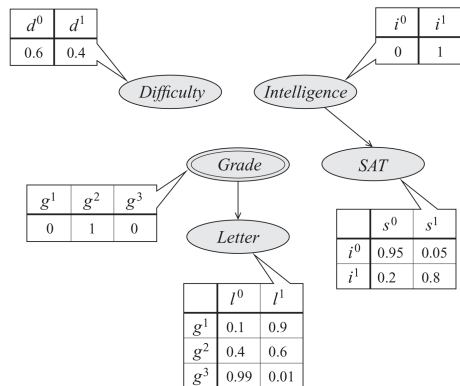 d⁰ d¹
0.6 0.4
i⁰ i¹
0 1
Difficulty
Intelligence
Grade
SAT
g¹ g² g³
0 1 0
Letter
s⁰ s¹
i⁰ 0.95 0.05
i¹ 0.2 0.8
l⁰ l¹
g¹ 0.1 0.9
g² 0.4 0.6
g³ 0.99 0.01